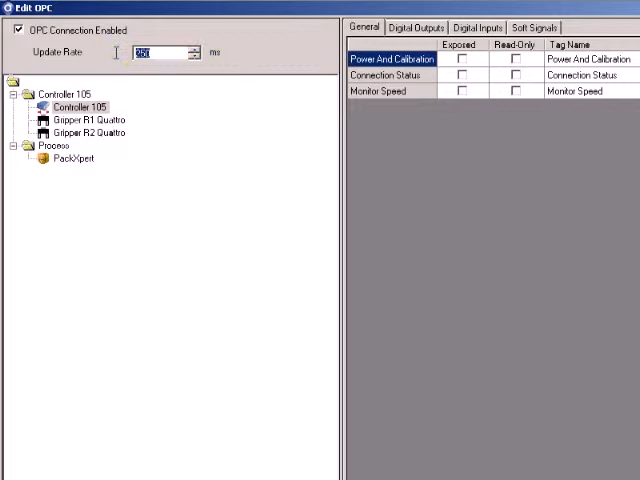 Edit OPC
OPC Connection Enabled
Update Rate 250 ms
Controller 105
Controller 105
Gripper R1 Quattro
Gripper R2 Quattro
Process
PackXpert
General Digital Outputs Digital Inputs Soft Signals
Exposed Read-Only Tag Name
Power And Calibration Power And Calibration
Connection Status Connection Status
Monitor Speed Monitor Speed